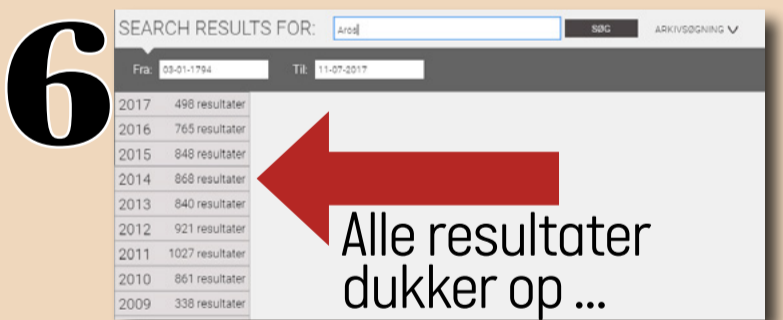 6
SEARCH RESULTS FOR: Aros SØG ARKIVSØGNING
Fra: 03-01-1794 Til: 11-07-2017
2017 498 resultater
2016 765 resultater
2015 848 resultater
2014 868 resultater
2013 840 resultater
2012 921 resultater
2011 1027 resultater
2010 861 resultater
2009 338 resultater
Alle resultater
dukker op ...